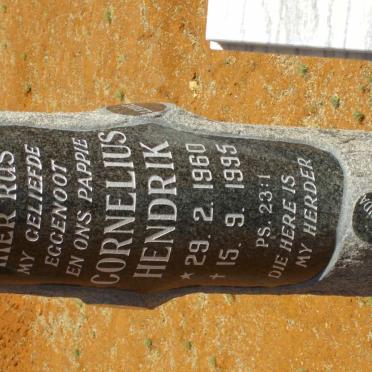 RUS
MY GELIEFDE
EGGENOOT
EN ONS PAPPIE
CORNELIUS
HENDRIK
* 29. 2. 1960
† 15. 9. 1995
PS. 23:1
DIE HERE IS
MY HERDER